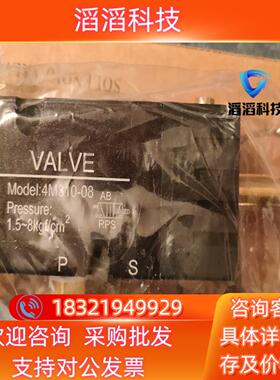 滔滔科技
滔滔科技
VALVE
Model:4M310-08
AB
Pressure:
1.5~8kgf/cm²
RPS
P S
18321949929
咨询客
欢迎咨询 采购批发
支持对公发票
具体详
存及价